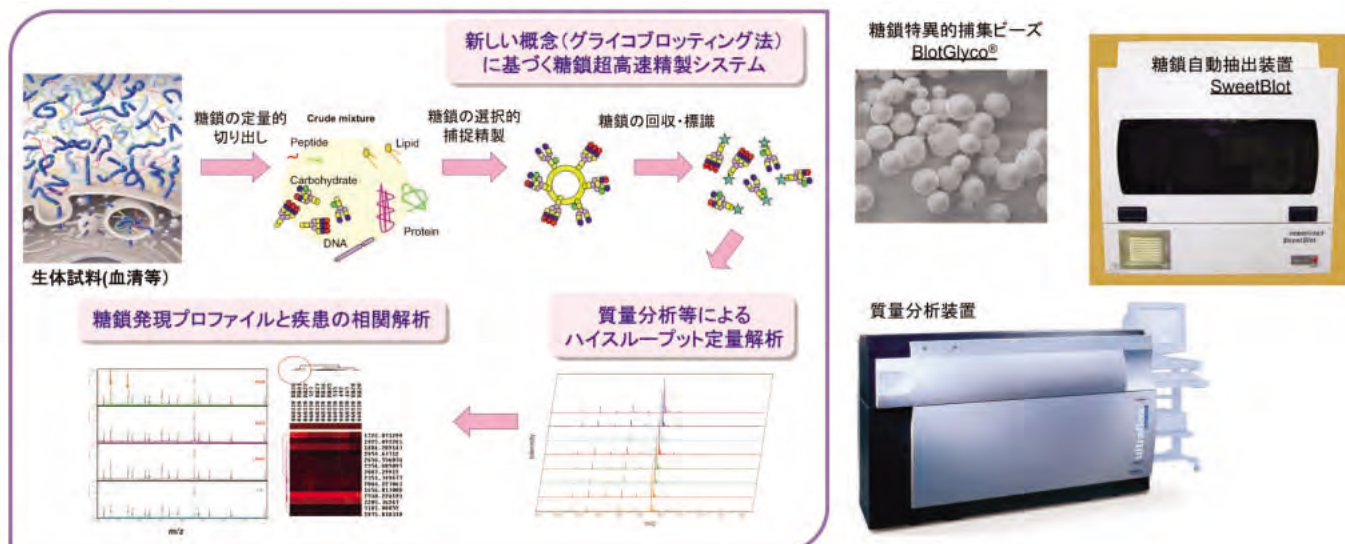 新しい概念（グライコブロッティング法）
に基づく糖鎖超高速精製システム
糖鎖の定量的
切り出し
Crude mixture
Peptide
Lipid
Carbohydrate
Protein
DNA
糖鎖の選択的
捕捉精製
糖鎖の回収・標識
生体試料(血清等)
糖鎖発現プロファイルと疾患の相関解析
質量分析等による
ハイスループット定量解析
m/z
Intensity
m/z
糖鎖特異的捕集ビーズ
BlotGlyco®
糖鎖自動抽出装置
SweetBlot
SweetBlot
質量分析装置
ultraflex